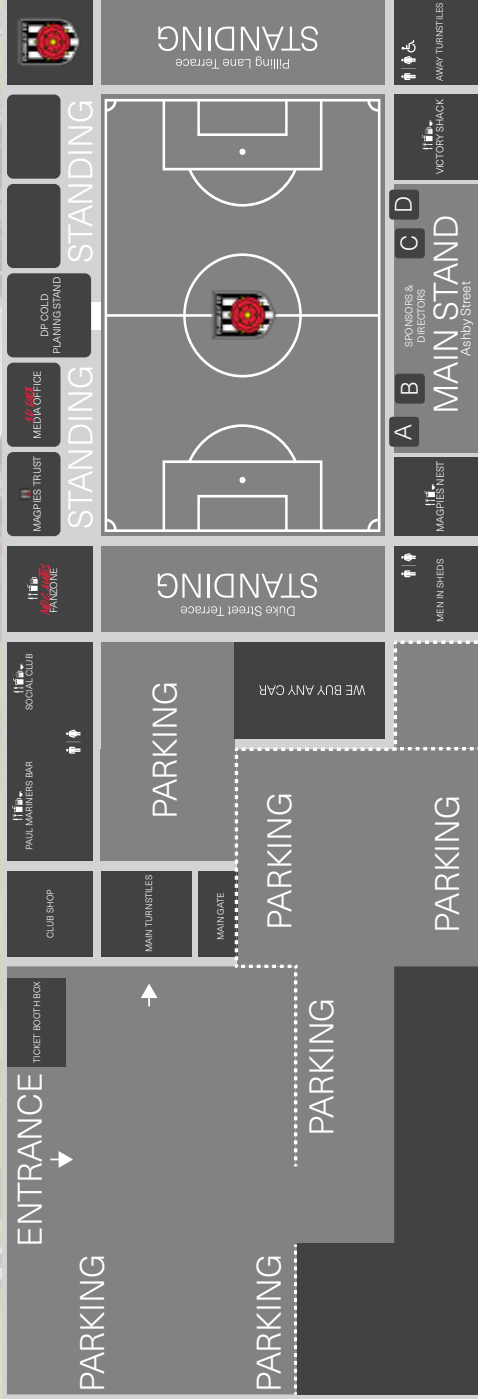 STANDING
Pilling Lane Terrace
AWAY TURNSTILES
STANDING
VICTORY SHACK
DP COLD
PLANING STAND
D
C
SPONSORS &
DIRECTORS
MAIN STAND
Ashby Street
B
A
MEDIA OFFICE
STANDING
MAGPIES TRUST
MAGPIES NEST
FANZONE
STANDING
Duke Street Terrace
MEN IN SHEDS
SOCIAL CLUB
PAUL MARINERS BAR
PARKING
WE BUY ANY CAR
PARKING
PARKING
CLUB SHOP
MAIN TURNSTILES
MAIN GATE
TICKET BOOTH BOX
ENTRANCE
PARKING
PARKING
PARKING